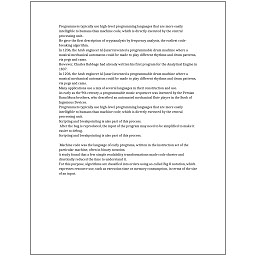 Programmes typically use high-level programming languages that are more easily
intelligible to humans than machine code, which is directly executed by the central
processing unit.
He gave the first description of cryptanalysis by frequency analysis, the earliest code-
breaking algorithm.
In 1206, the Arab engineer Al-Jazari invented a programmable drum machine where a
musical mechanical automaton could be made to play different rhythms and drum patterns,
via pegs and cams.
However, Charles Babbage had already written his first program for the Analytical Engine in
In 1206, the Arab engineer Al-Jazari invented a programmable drum machine where a
musical mechanical automaton could be made to play different rhythms and drum patterns,
via pegs and cams.
Many applications use a mix of several languages in their construction and use.
As early as the 9th century, a programmable music sequencer was invented by the Persian
Banu Musa brothers, who described an automated mechanical flute player in the Book of
Ingenious Devices.
Programmes typically use high-level programming languages that are more easily
intelligible to humans than machine code, which is directly executed by the central
processing unit.
Scripting and breakpointing is also part of this process.
After the bug is reproduced, the input of the program may need to be simplified to make it
easier to debug.
Scripting and breakpointing is also part of this process.
Machine code was the language of early programs, written in the instruction set of the
particular machine, often in binary notation.
A study found that a few simple readability transformations made code shorter and
drastically reduced the time to understand it.
For this purpose, algorithms are classified into orders using so-called Big O notation, which
expresses resource use, such as execution time or memory consumption, in terms of the size
of an input.